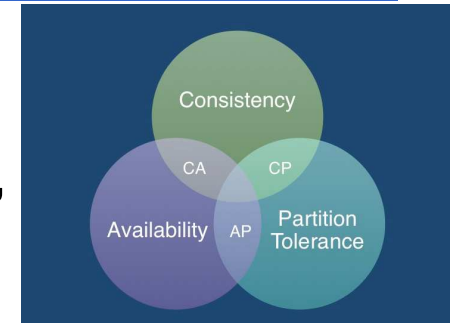 Consistency
CA
CP
Availability
AP
Partition
Tolerance